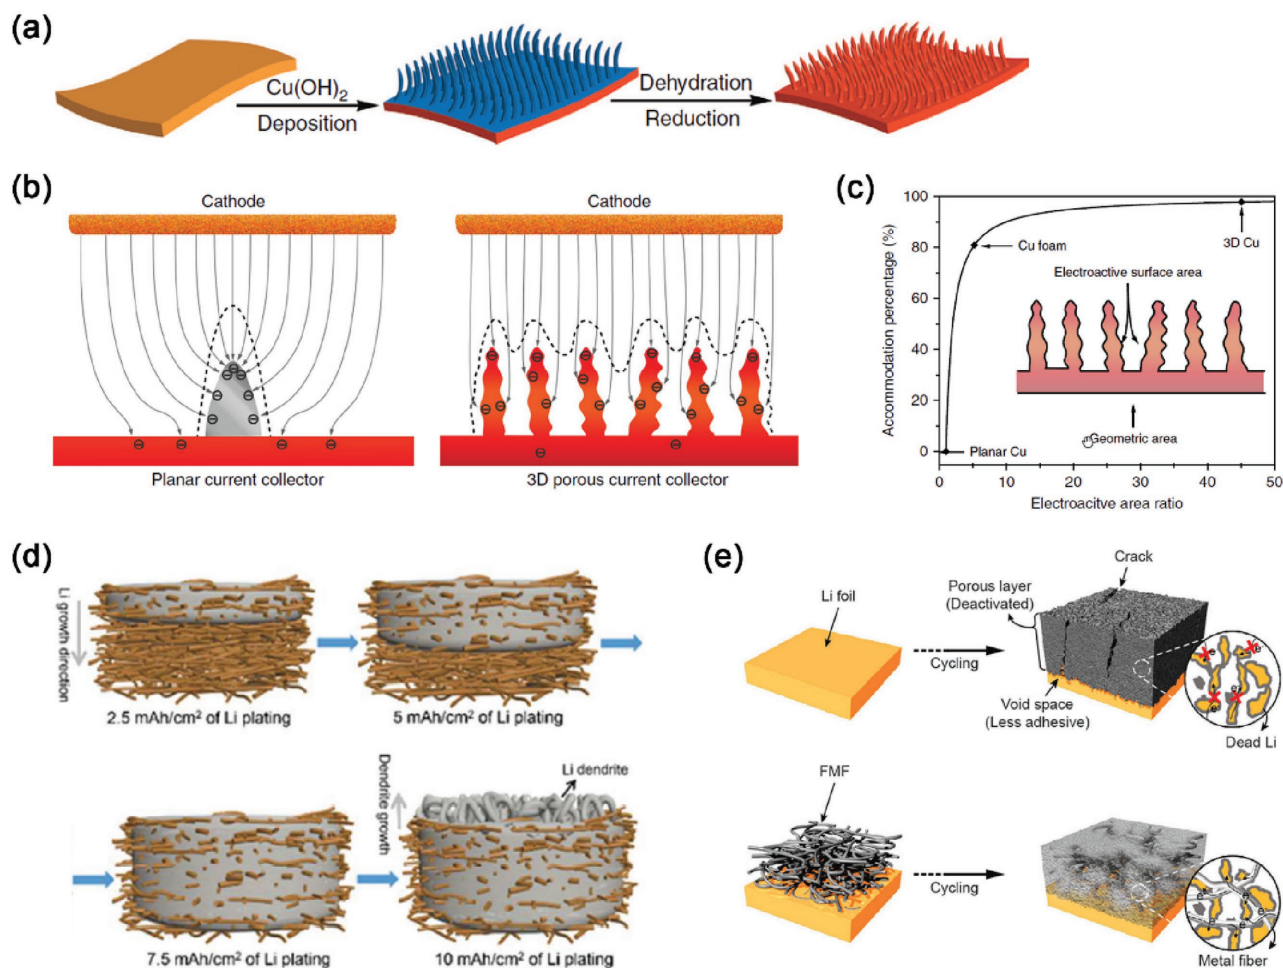 (a)
Cu(OH)₂
Deposition
Dehydration
Reduction
(b)
Cathode
Cathode
Planar current collector
3D porous current collector
(c)
100
80
60
40
20
0
Accommodation percentage (%)
Cu foam
3D Cu
Electroactive surface area
Geometric area
Planar Cu
0
10
20
30
40
50
Electroacitve area ratio
(d)
Li growth direction
2.5 mAh/cm² of Li plating
5 mAh/cm² of Li plating
Dendrite growth
Li dendrite
7.5 mAh/cm² of Li plating
10 mAh/cm² of Li plating
(e)
Li foil
Cycling
Crack
Porous layer
(Deactivated)
Void space
(Less adhesive)
Dead Li
FMF
Cycling
Metal fiber